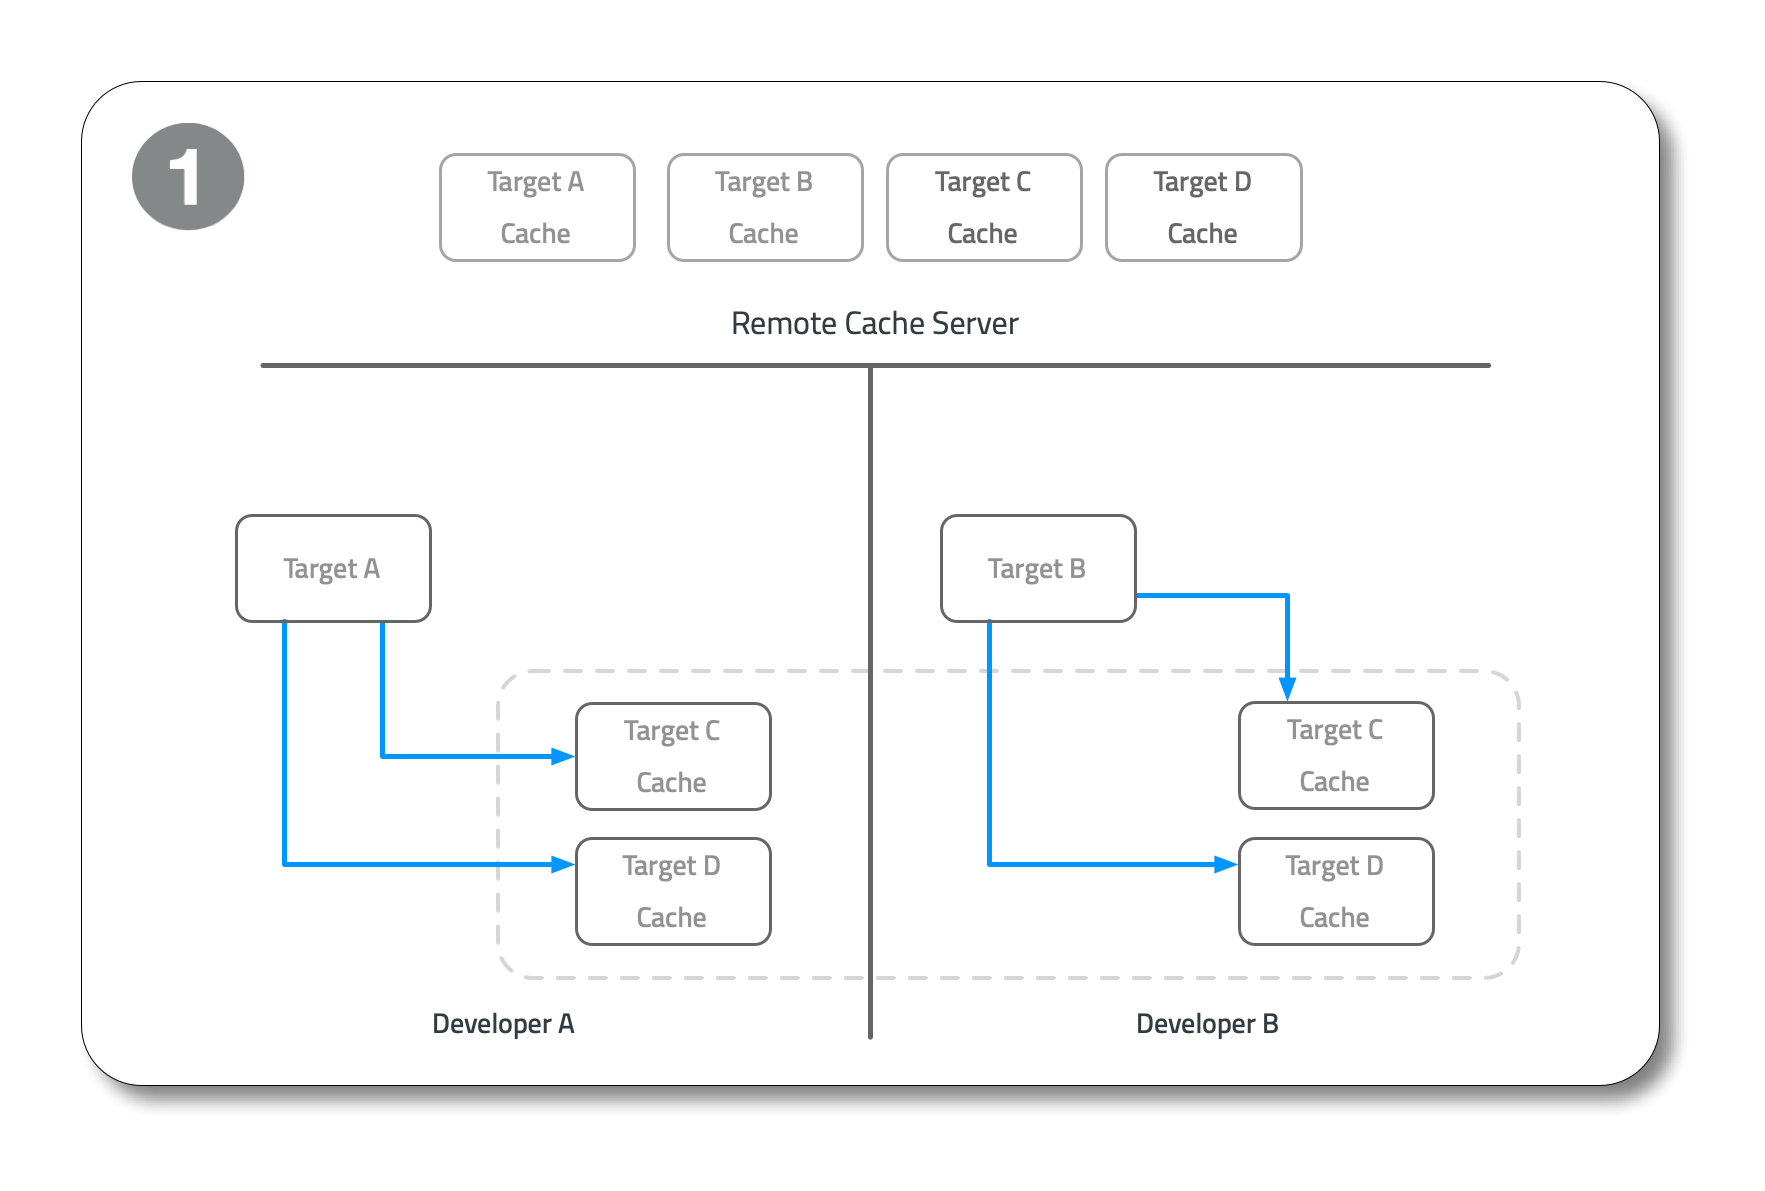 1
Target A
Cache
Target B
Cache
Target C
Cache
Target D
Cache
Remote Cache Server
Target A
Target C
Cache
Target D
Cache
Developer A
Target B
Target C
Cache
Target D
Cache
Developer B